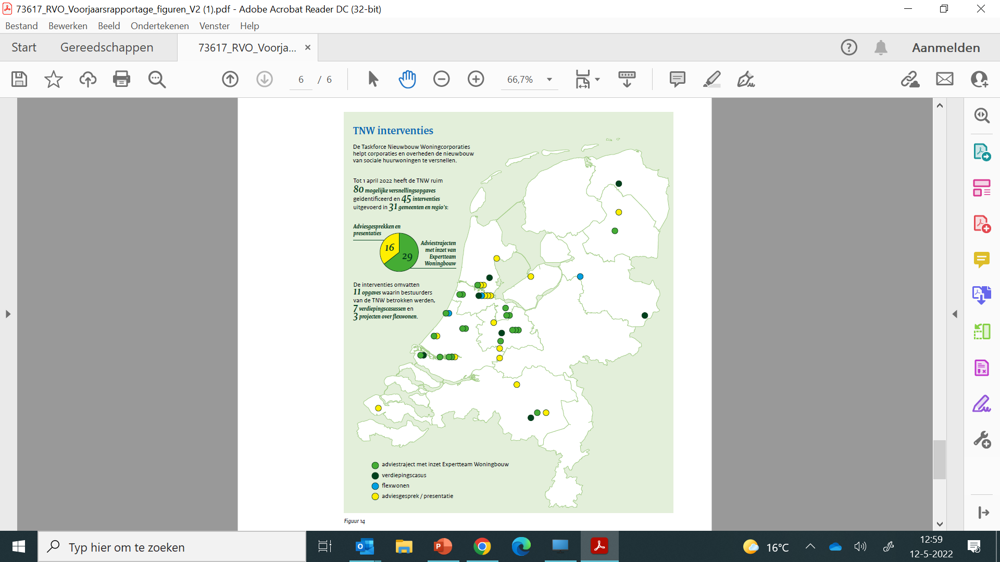 73617_RVO_Voorjaarsrapportage_figuren_V2 (1).pdf - Adobe Acrobat Reader DC (32-bit)
Bestand Bewerken Beeld Ondertekenen Venster Help
Start Gereedschappen 73617_RVO_Voorja... × Aanmelden
6 / 6 66,7%
TNW interventies
De Taskforce Nieuwbouw Woningcorporaties
helpt corporaties en overheden de nieuwbouw
van sociale huurwoningen te versnellen.
Tot 1 april 2022 heeft de TNW ruim
80 mogelijke versnellingsopgaves
geïdentificeerd en 45 interventies
uitgevoerd in 31 gemeenten en regio's:
Adviesgesprekken en
presentaties
16
29
Adviestrajecten
met inzet van
Expertteam
Woningbouw
De interventies omvatten
11 opgaves waarin bestuurders
van de TNW betrokken werden,
7 verdiepingscasussen en
3 projecten over flexwonen.
adviestraject met inzet Expertteam Woningbouw
verdiepingscasus
flexwonen
adviesgesprek / presentatie
Figuur 14
Typ hier om te zoeken
16°C
12:59
12-5-2022